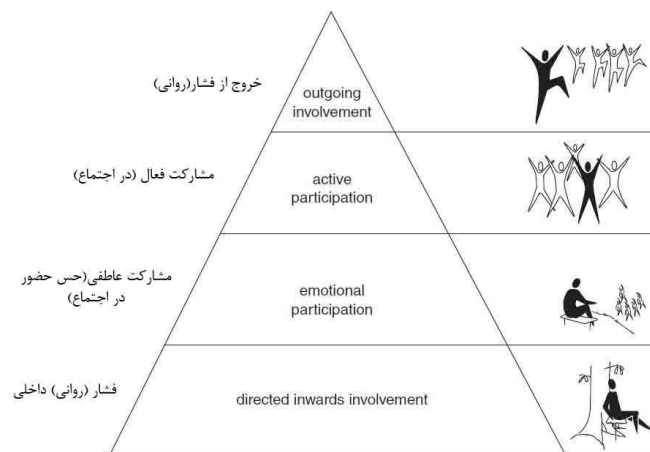 خروج از فشار(روانی)
outgoing
involvement
مشارکت فعال (در اجتماع)
active
participation
مشارکت عاطفی(حس حضور
در اجتماع)
emotional
participation
فشار (روانی) داخلی
directed inwards involvement